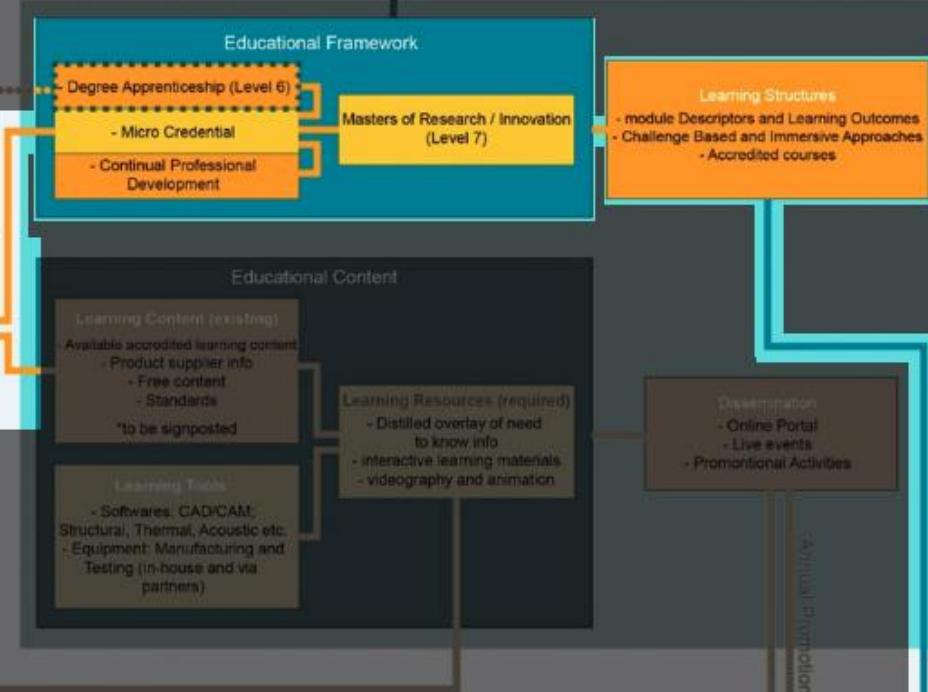 Educational Framework
- Degree Apprenticeship (Level 6)
- Micro Credential
- Continual Professional
Development
Masters of Research / Innovation
(Level 7)
Learning Structures
- module Descriptors and Learning Outcomes
- Challenge Based and Immersive Approaches
- Accredited courses
Educational Content
Learning Content (existing)
- Available accredited learning content
- Product supplier info
- Free content
- Standards
*to be signposted
Learning Tools
- Softwares: CAD/CAM;
Structural, Thermal, Acoustic etc.
- Equipment: Manufacturing and
Testing (in-house and via
partners)
Learning Resources (required)
- Distilled overlay of need
to know info
- interactive learning materials
- videography and animation
Dissemination
- Online Portal
- Live events
- Promontional Activities
Annual Promotion